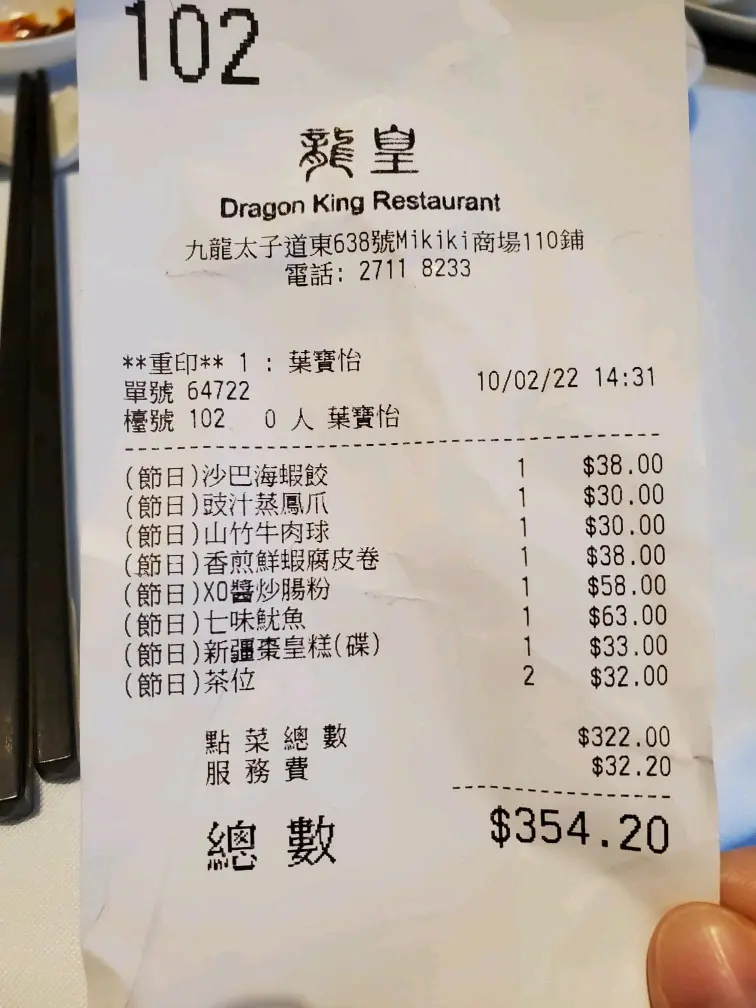 102
龍皇
Dragon King Restaurant
九龍太子道東638號Mikiki商場110鋪
電話: 2711 8233
**重印** 1 : 葉寶怡
單號 64722 10/02/22 14:31
檯號 102 0 人 葉寶怡
(節日)沙巴海蝦餃 1 $38.00
(節日)豉汁蒸鳳爪 1 $30.00
(節日)山竹牛肉球 1 $30.00
(節日)香煎鮮蝦腐皮卷 1 $38.00
(節日)XO醬炒腸粉 1 $58.00
(節日)七味魷魚 1 $63.00
(節日)新疆棗皇糕(碟) 1 $33.00
(節日)茶位 2 $32.00
點菜總數 $322.00
服務費 $32.20
總數 $354.20